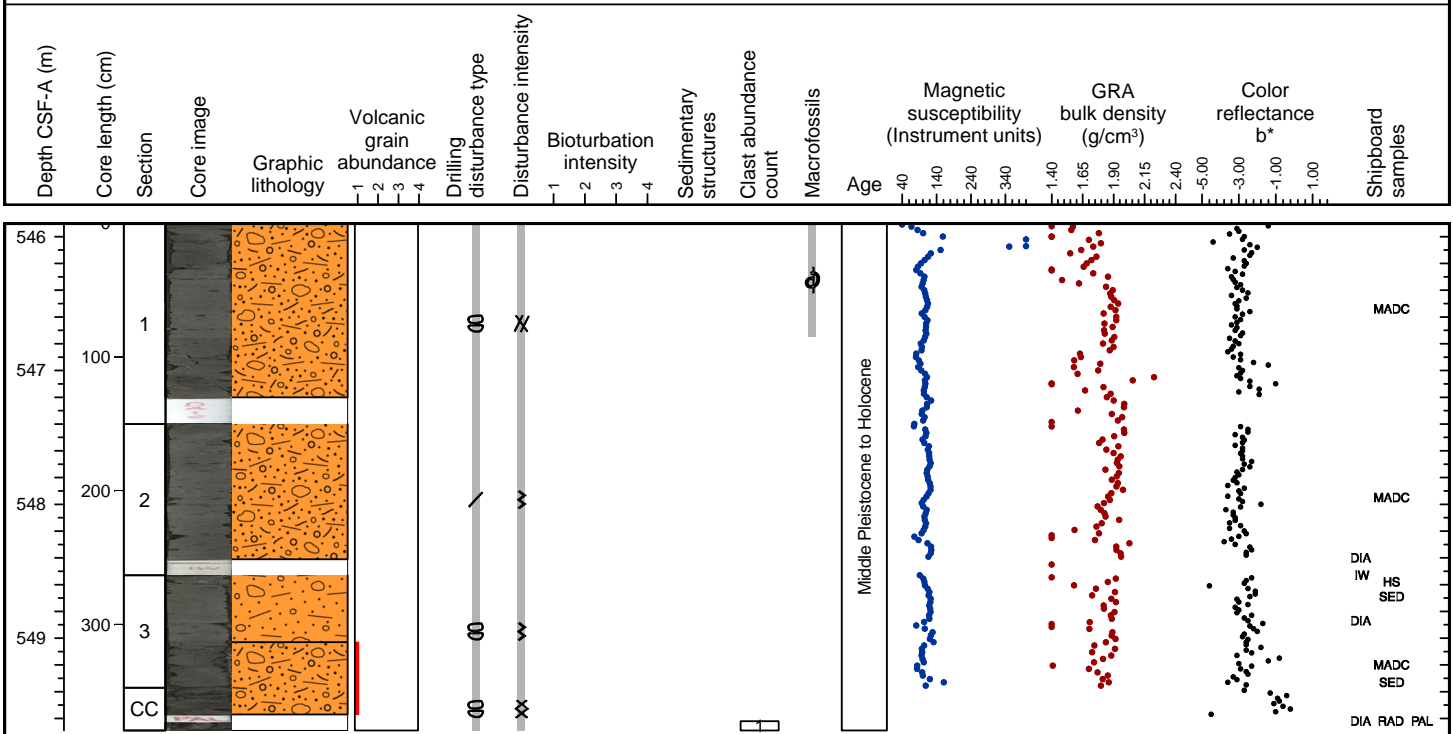 Depth CSF-A (m)
Core length (cm)
Section
Core image
Graphic
lithology
Volcanic
grain
abundance
1 2 3 4
Drilling
disturbance type
Disturbance intensity
Bioturbation
intensity
1 2 3 4
Sedimentary
structures
Clast abundance
count
Macrofossils
Age
Magnetic
susceptibility
(Instrument units)
40 140 240 340
GRA
bulk density
(g/cm³)
1.40 1.65 1.90 2.15 2.40
Color
reflectance
b*
-5.00 -3.00 -1.00 1.00
Shipboard
samples
546
547
548
549
0
100
200
300
1
2
3
CC
PAL
1
Middle Pleistocene to Holocene
MADC
MADC
DIA
IW
HS
SED
DIA
MADC
SED
DIA RAD PAL